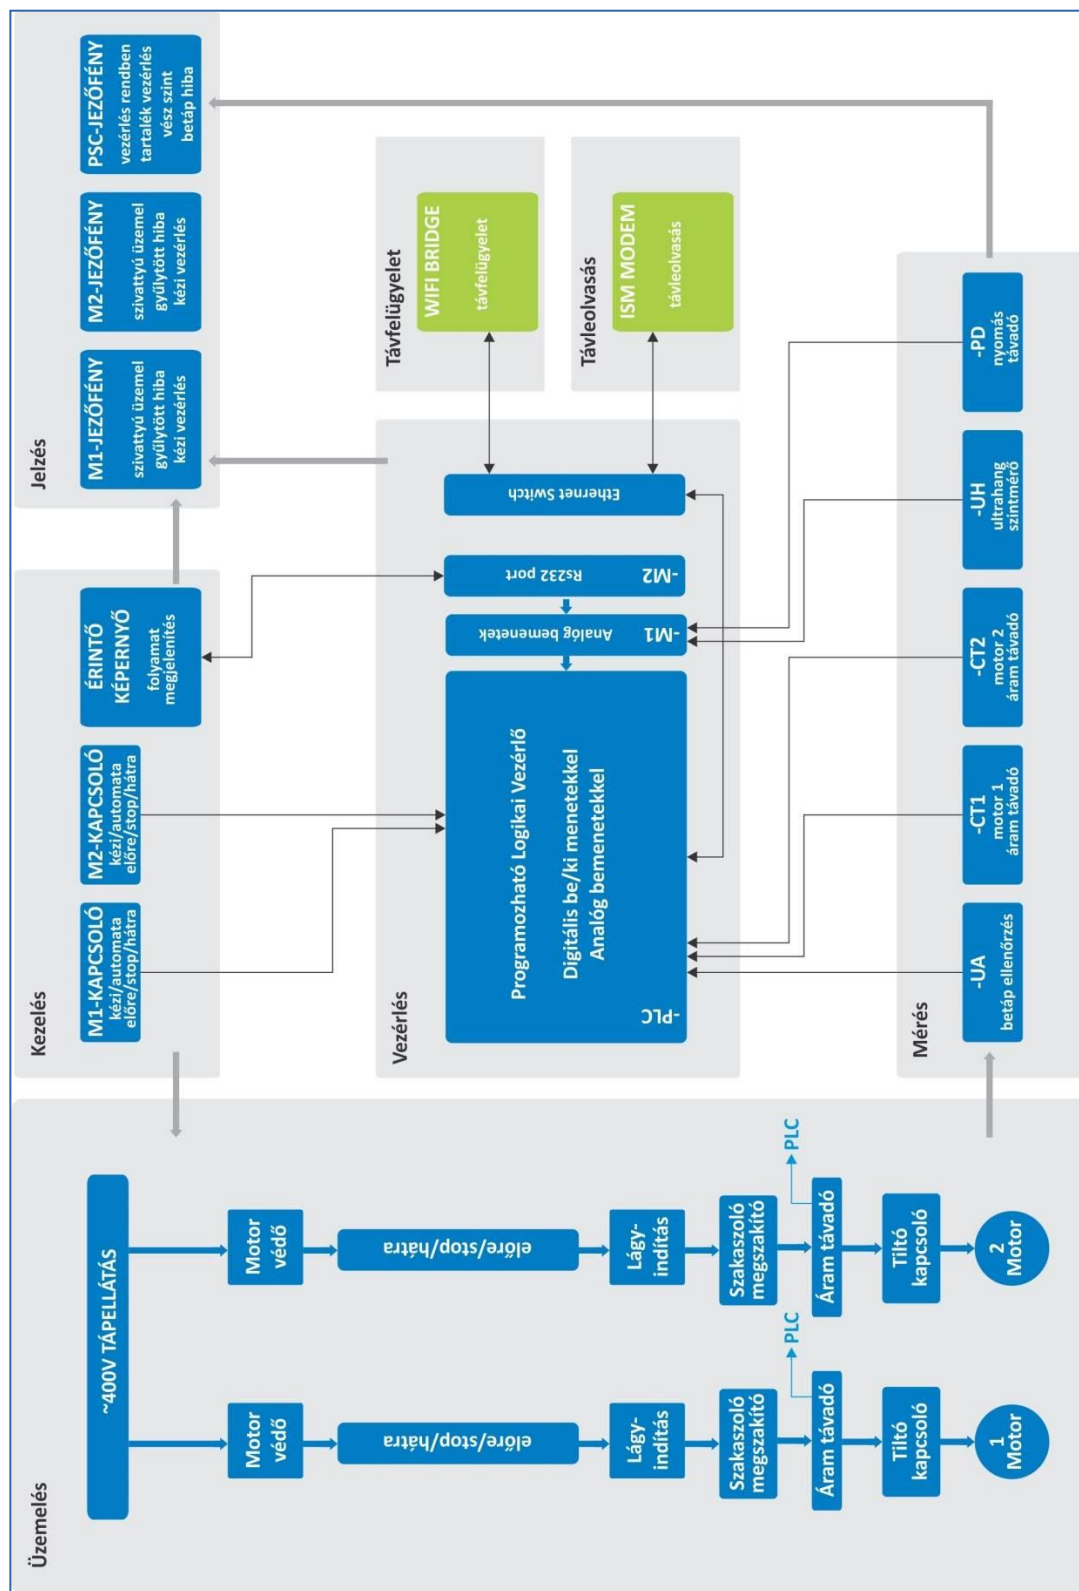 Üzemelés
~400V TÁPELLÁTÁS
Motor
védő
előre/stop/hátra
Lágy-
indítás
Szakaszoló
megszakító
PLC
Áram távadó
Tiltó
kapcsoló
1
Motor
Motor
védő
előre/stop/hátra
Lágy-
indítás
Szakaszoló
megszakító
PLC
Áram távadó
Tiltó
kapcsoló
2
Motor
Kezelés
M1-KAPCSOLÓ
kézi/automata
előre/stop/hátra
M2-KAPCSOLÓ
kézi/automata
előre/stop/hátra
ÉRINTŐ
KÉPERNYŐ
folyamat
megjelenítés
Jelzés
M1-JEZŐFÉNY
szivattyú üzemel
gyűlytött hiba
kézi vezérlés
M2-JEZŐFÉNY
szivattyú üzemel
gyűlytött hiba
kézi vezérlés
PSC-JEZŐFÉNY
vezérlés rendben
tartalék vezérlés
vész szint
betáp hiba
Vezérlés
Programozható Logikai Vezérlő
Digitális be/ki menetekkel
Analóg bemenetekkel
-PLC
Analóg bemenetek
-M1
Rs232 port
-M2
Ethernet Switch
Távfelügyelet
WIFI BRIDGE
távfelügyelet
Távleolvasás
ISM MODEM
távleolvasás
Mérés
-UA
betáp ellenőrzés
-CT1
motor 1
áram távadó
-CT2
motor 2
áram távadó
-UH
ultrahang
szintmérő
-PD
nyomás
távadó